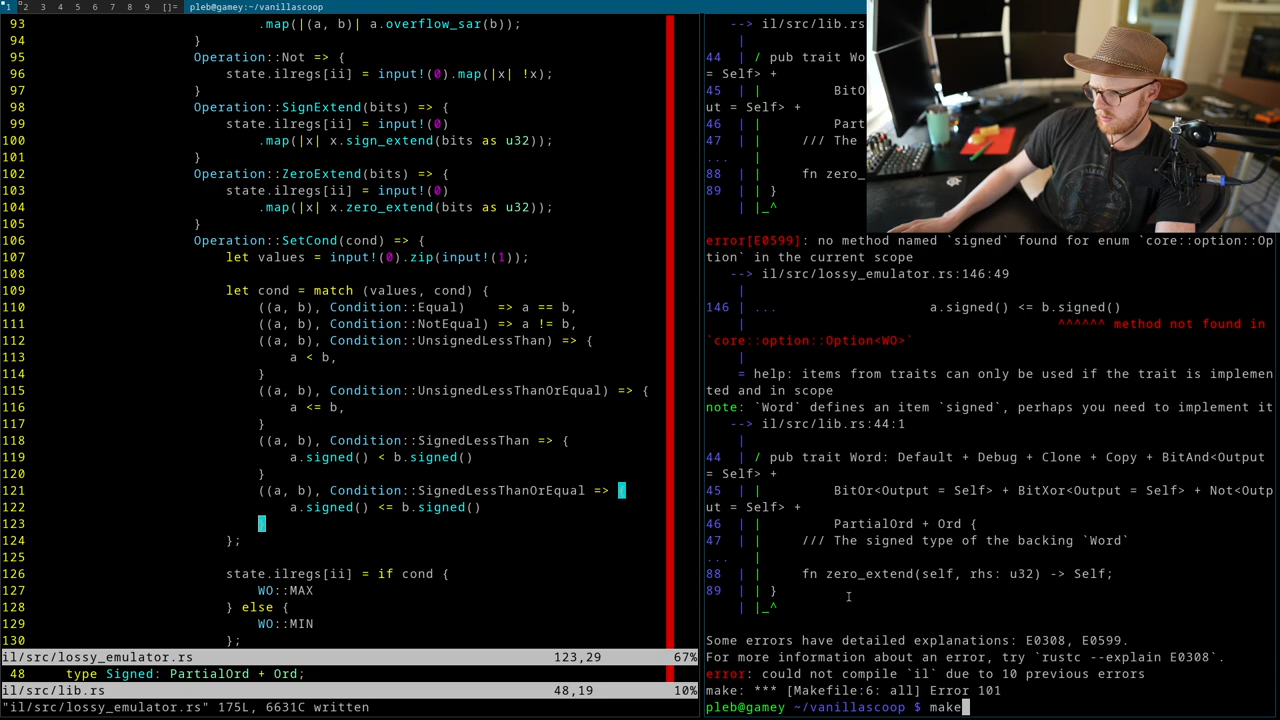 1 2 3 4 5 6 7 8 9 []= pleb@gamey:~/vanillascoop
93 .map(|(a, b)| a.overflow_sar(b));
94 }
95 Operation::Not => {
96 state.ilregs[ii] = input!(0).map(|x| !x);
97 }
98 Operation::SignExtend(bits) => {
99 state.ilregs[ii] = input!(0)
100 .map(|x| x.sign_extend(bits as u32));
101 }
102 Operation::ZeroExtend(bits) => {
103 state.ilregs[ii] = input!(0)
104 .map(|x| x.zero_extend(bits as u32));
105 }
106 Operation::SetCond(cond) => {
107 let values = input!(0).zip(input!(1));
108
109 let cond = match (values, cond) {
110 ((a, b), Condition::Equal) => a == b,
111 ((a, b), Condition::NotEqual) => a != b,
112 ((a, b), Condition::UnsignedLessThan) => {
113 a < b,
114 }
115 ((a, b), Condition::UnsignedLessThanOrEqual) => {
116 a <= b,
117 }
118 ((a, b), Condition::SignedLessThan => {
119 a.signed() < b.signed()
120 }
121 ((a, b), Condition::SignedLessThanOrEqual => {
122 a.signed() <= b.signed()
123 }
124 };
125
126 state.ilregs[ii] = if cond {
127 WO::MAX
128 } else {
129 WO::MIN
130 };
il/src/lossy_emulator.rs 123,29 67%
48 type Signed: PartialOrd + Ord;
il/src/lib.rs 48,19 10%
"il/src/lossy_emulator.rs" 175L, 6631C written
--> il/src/lib.rs
|
44 | / pub trait Wo
= Self> +
45 | | BitO
ut = Self> +
46 | | Part
47 | | /// The
... |
88 | | fn zero_
89 | | }
| |_^
error[E0599]: no method named `signed` found for enum `core::option::Op
tion` in the current scope
--> il/src/lossy_emulator.rs:146:49
|
146 | ... a.signed() <= b.signed()
| ^^^^^^ method not found in
`core::option::Option<WO>`
|
= help: items from traits can only be used if the trait is implemen
ted and in scope
note: `Word` defines an item `signed`, perhaps you need to implement it
--> il/src/lib.rs:44:1
|
44 | / pub trait Word: Default + Debug + Clone + Copy + BitAnd<Output
= Self> +
45 | | BitOr<Output = Self> + BitXor<Output = Self> + Not<Outp
ut = Self> +
46 | | PartialOrd + Ord {
47 | | /// The signed type of the backing `Word`
... |
88 | | fn zero_extend(self, rhs: u32) -> Self;
89 | | }
| |_^
Some errors have detailed explanations: E0308, E0599.
For more information about an error, try `rustc --explain E0308`.
error: could not compile `il` due to 10 previous errors
make: *** [Makefile:6: all] Error 101
pleb@gamey ~/vanillascoop $ make